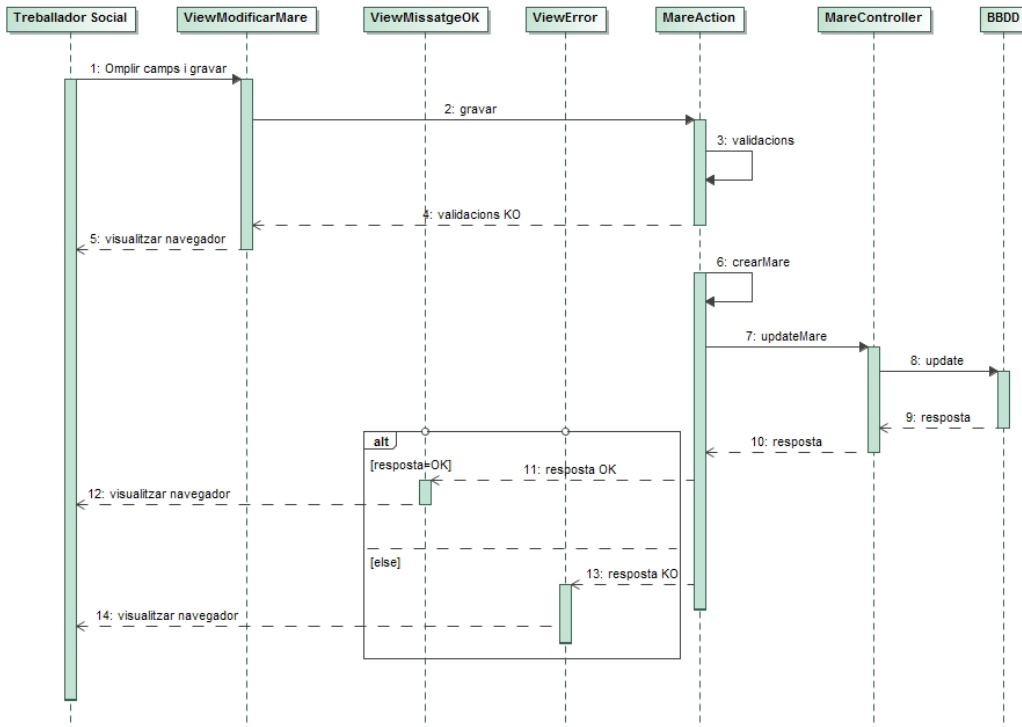 Treballador Social
ViewModificarMare
ViewMissatgeOK
ViewError
MareAction
MareController
BBDD
1: Omplir camps i gravar
2: gravar
3: validacions
4: validacions KO
5: visualitzar navegador
6: crearMare
7: updateMare
8: update
9: resposta
10: resposta
alt
[resposta=OK]
11: resposta OK
12: visualitzar navegador
[else]
13: resposta KO
14: visualitzar navegador